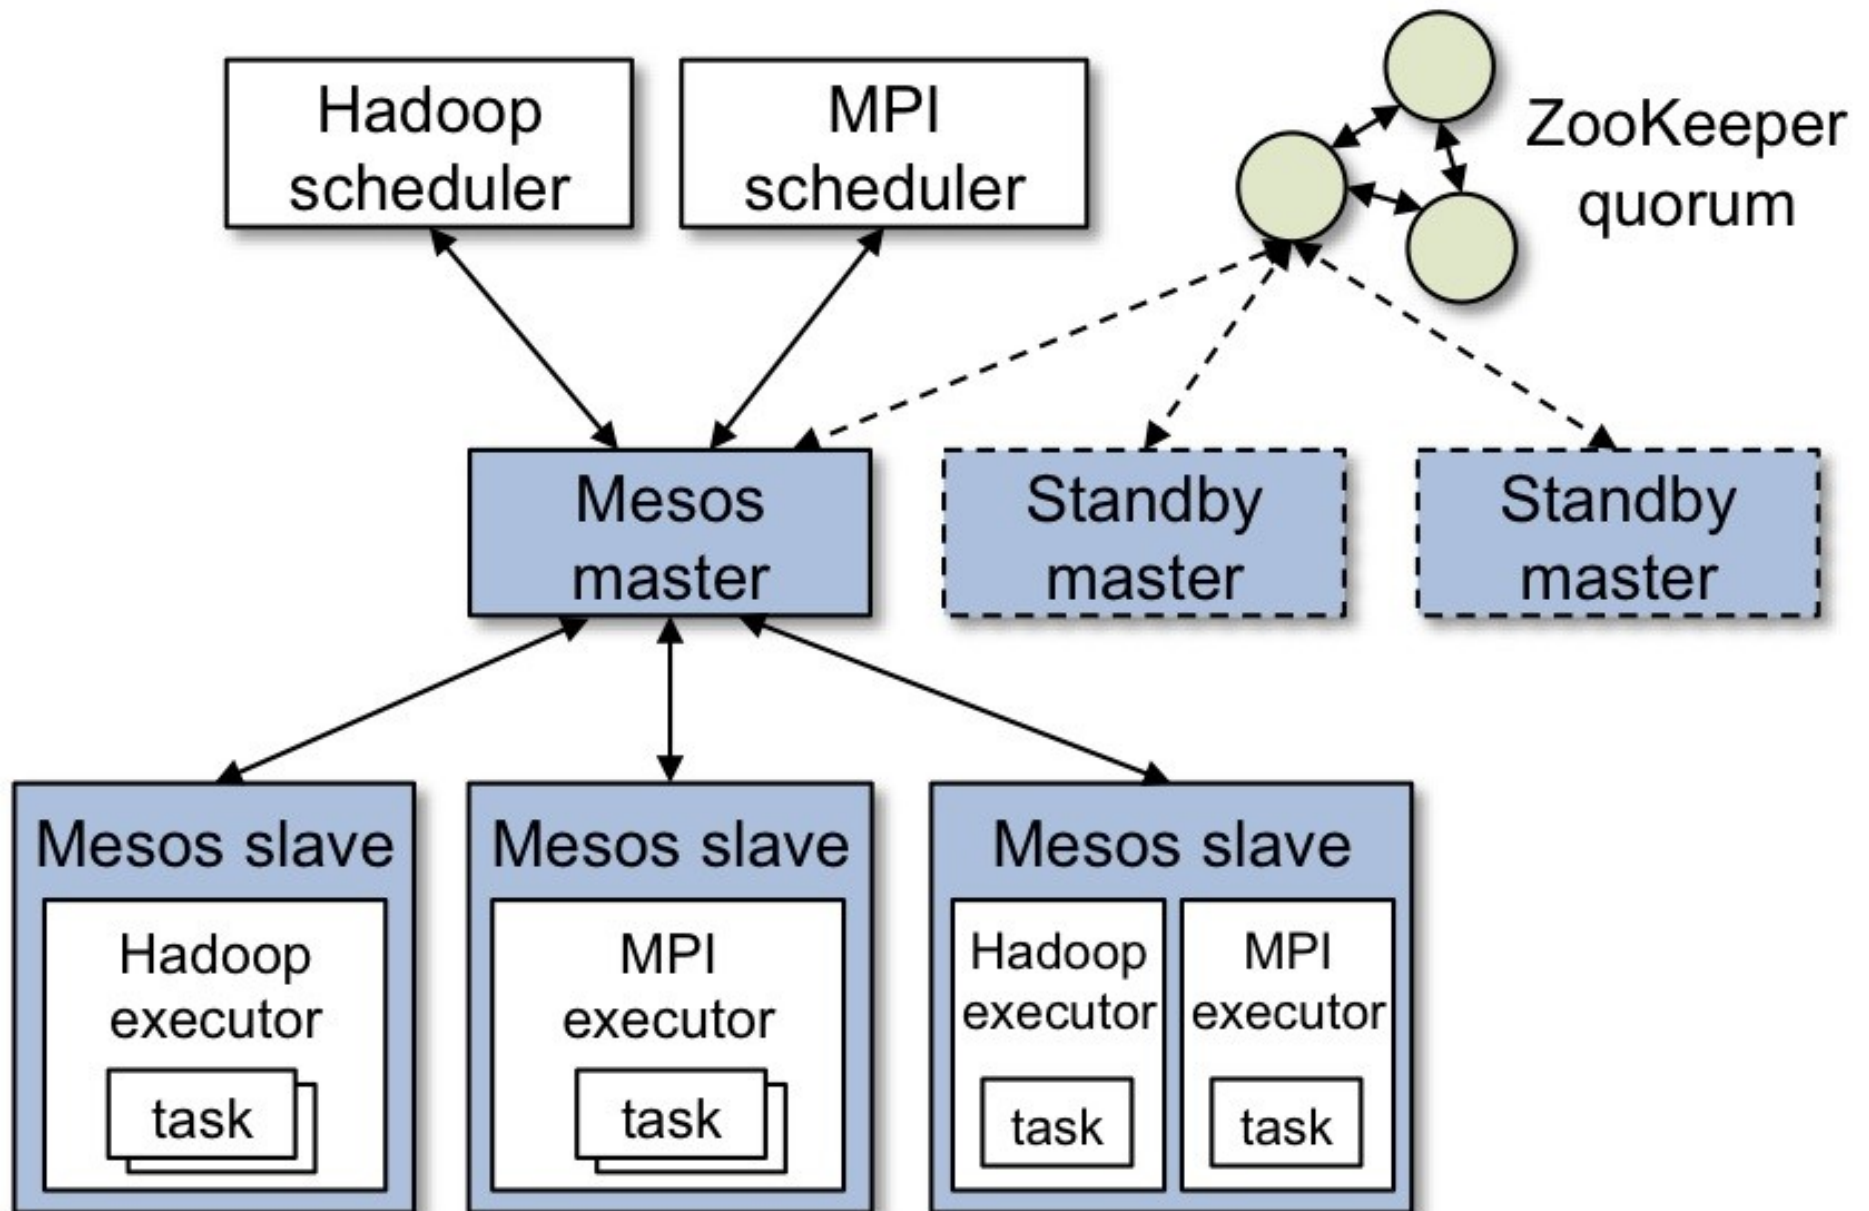 Hadoop
scheduler
MPI
scheduler
ZooKeeper
quorum
Mesos
master
Standby
master
Standby
master
Mesos slave
Hadoop
executor
task
Mesos slave
MPI
executor
task
Mesos slave
Hadoop
executor
task
MPI
executor
task